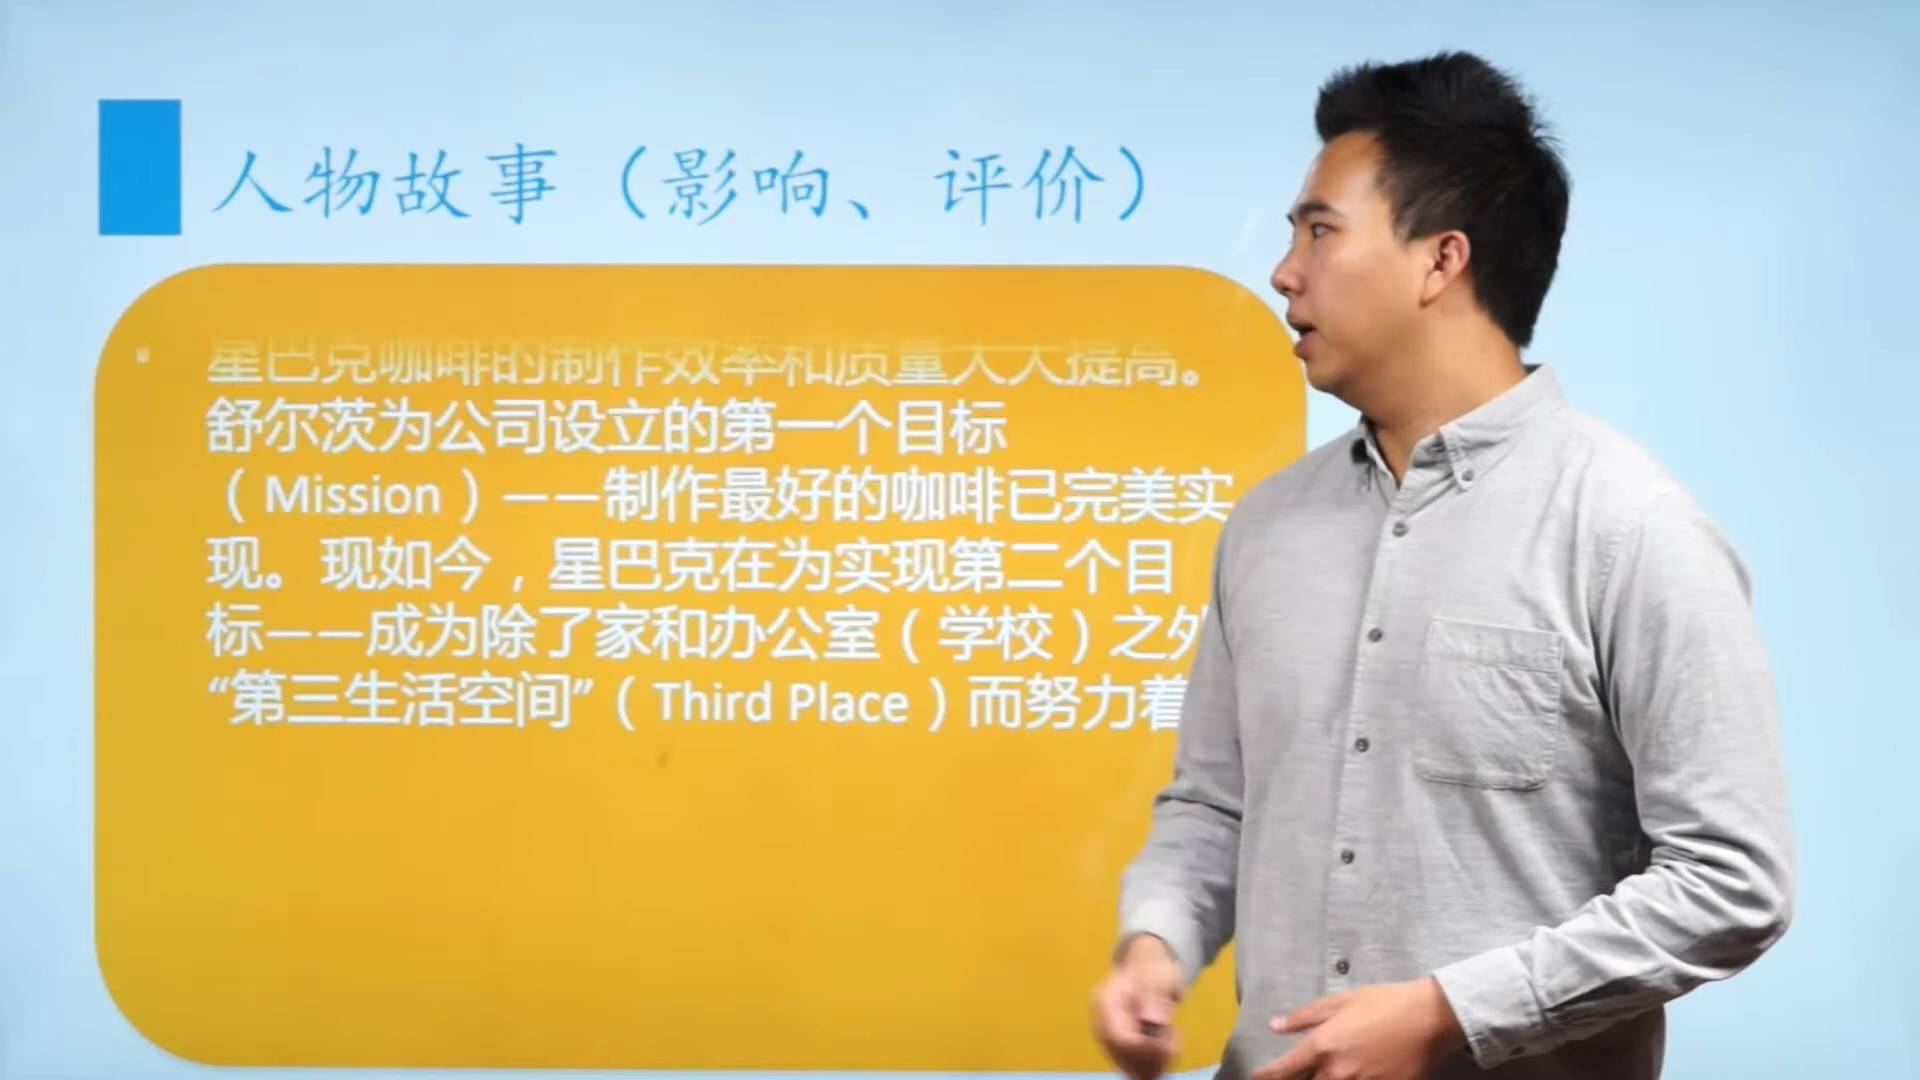 人物故事（影响、评价）
星巴克咖啡的制作效率和质量大大提高。
舒尔茨为公司设立的第一个目标
（Mission）——制作最好的咖啡已完美实
现。现如今，星巴克在为实现第二个目
标——成为除了家和办公室（学校）之外
“第三生活空间”（Third Place）而努力着